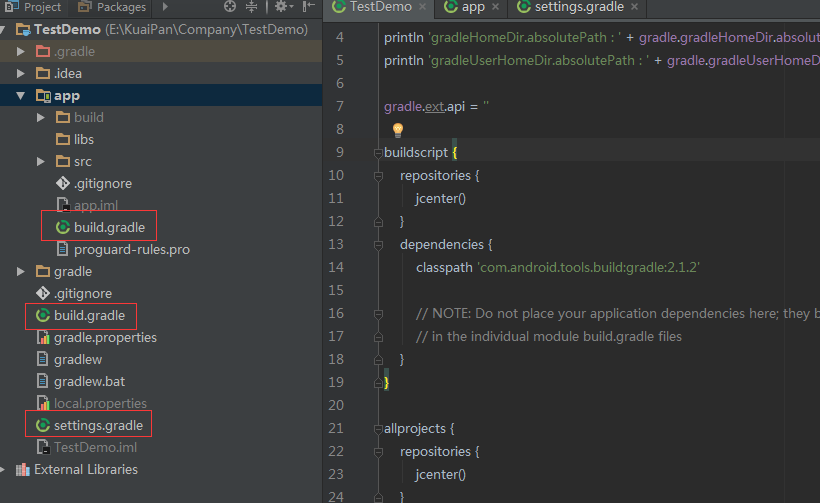 Project
Packages
TestDemo (E:\KuaiPan\Company\TestDemo)
.gradle
.idea
app
build
libs
src
.gitignore
app.iml
build.gradle
proguard-rules.pro
gradle
.gitignore
build.gradle
gradle.properties
gradlew
gradlew.bat
local.properties
settings.gradle
TestDemo.iml
External Libraries
TestDemo
app
settings.gradle
4 println 'gradleHomeDir.absolutePath : ' + gradle.gradleHomeDir.absolut
5 println 'gradleUserHomeDir.absolutePath : ' + gradle.gradleUserHomeD
6
7 gradle.ext.api = ''
8
9 buildscript {
10 repositories {
11 jcenter()
12 }
13 dependencies {
14 classpath 'com.android.tools.build:gradle:2.1.2'
15
16 // NOTE: Do not place your application dependencies here; they b
17 // in the individual module build.gradle files
18 }
19 }
20
21 allprojects {
22 repositories {
23 jcenter()
24 }